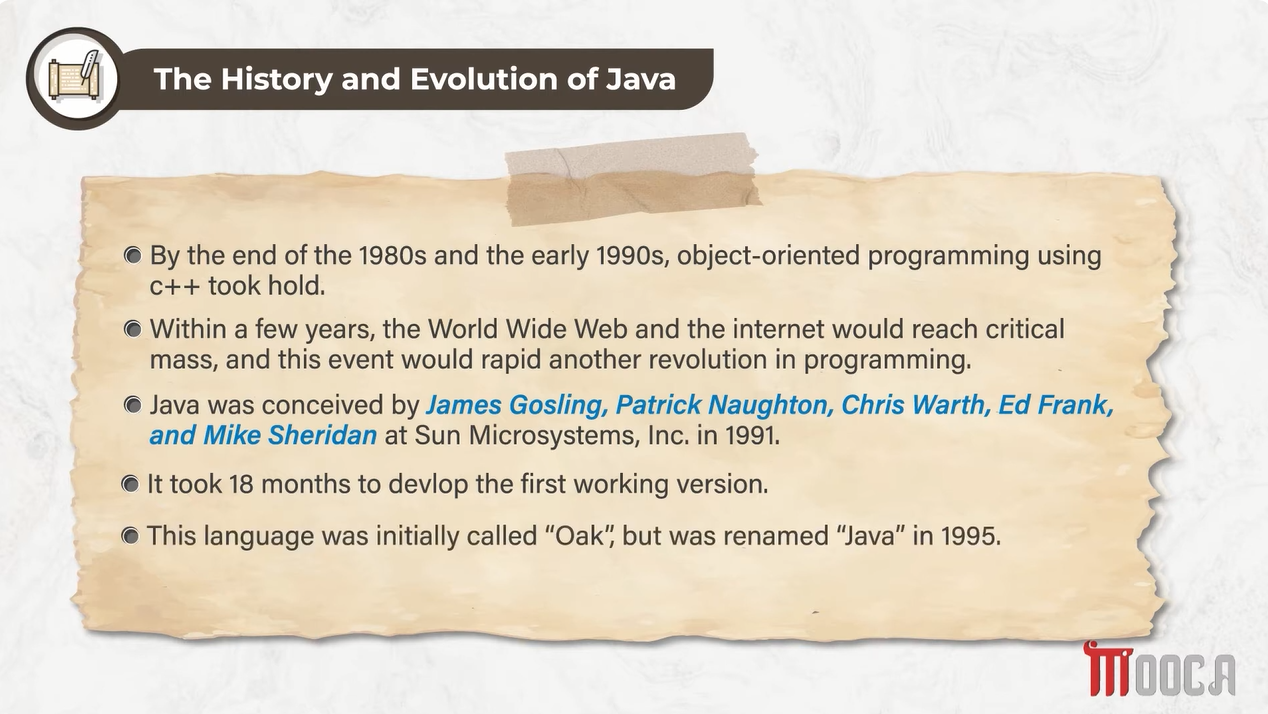 The History and Evolution of Java
By the end of the 1980s and the early 1990s, object-oriented programming using
c++ took hold.
Within a few years, the World Wide Web and the internet would reach critical
mass, and this event would rapid another revolution in programming.
Java was conceived by James Gosling, Patrick Naughton, Chris Warth, Ed Frank,
and Mike Sheridan at Sun Microsystems, Inc. in 1991.
It took 18 months to devlop the first working version.
This language was initially called “Oak”, but was renamed “Java” in 1995.
MOOCA